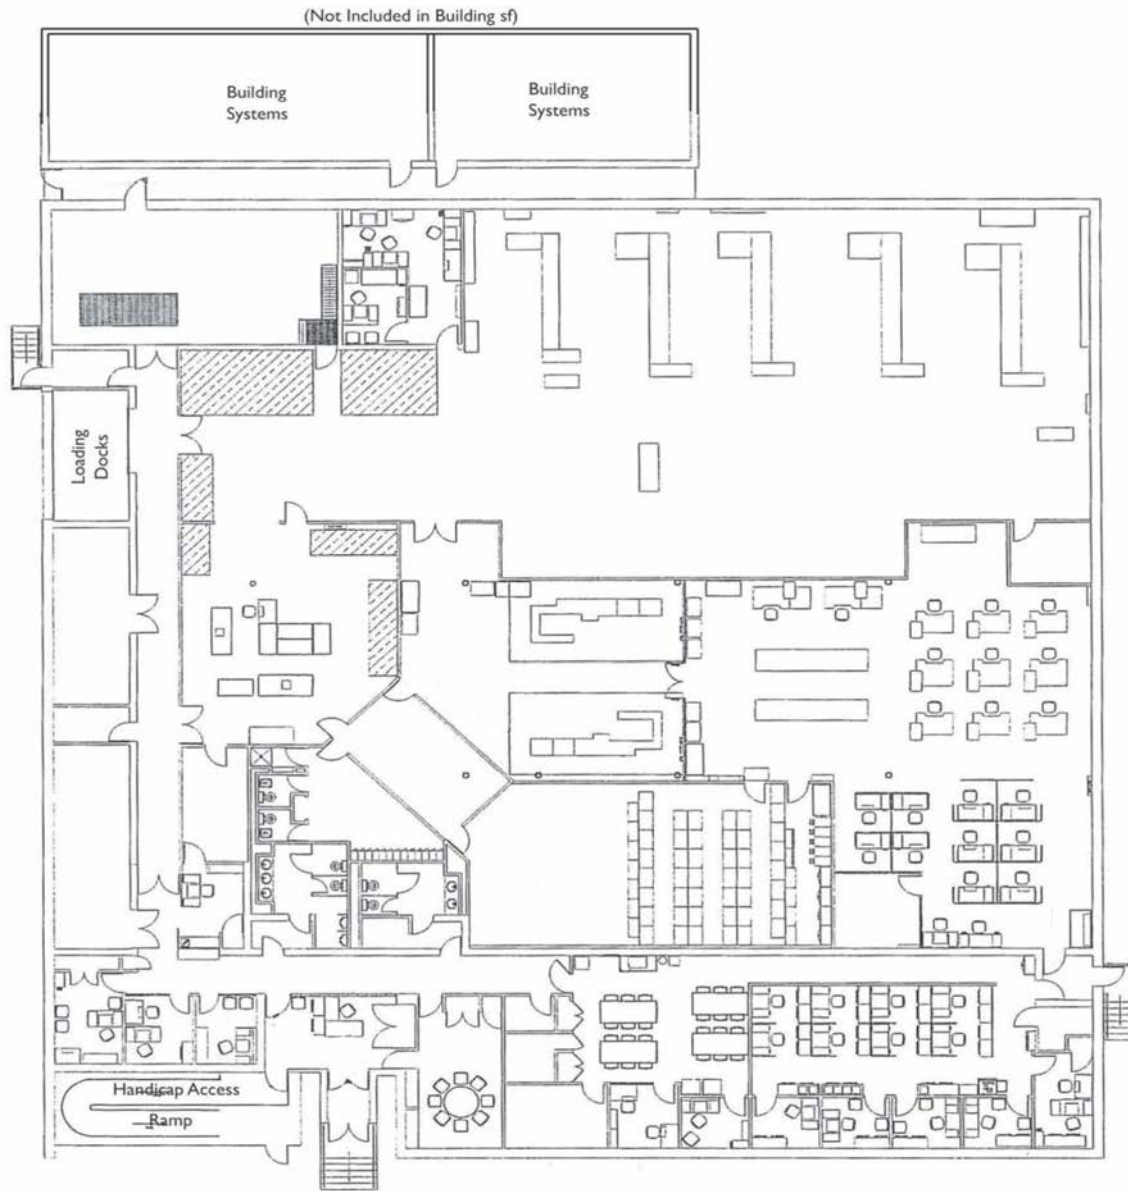 (Not Included in Building sf)
Building
Systems
Building
Systems
Loading
Docks
Handicap Access
Ramp